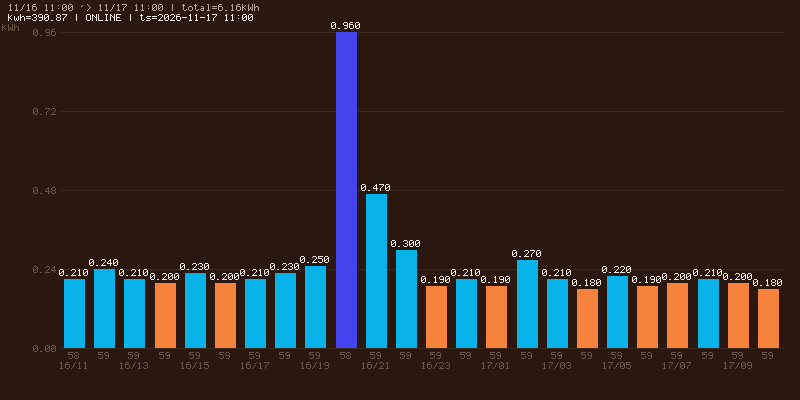 11/16 11:00 -> 11/17 11:00 | total=6.16kWh
Kwh=390.87 | ONLINE | ts=2026-11-17 11:00
kWh
0.96
0.72
0.48
0.24
0.00
0.210 0.240 0.210 0.200 0.230 0.200 0.210 0.230 0.250 0.960 0.470 0.300 0.190 0.210 0.190 0.270 0.210 0.180 0.220 0.190 0.200 0.210 0.200 0.180
58 59 59 59 59 59 59 59 59 58 59 59 59 59 59 59 59 59 59 59 59 59 59 59
16/11 16/13 16/15 16/17 16/19 16/21 16/23 17/01 17/03 17/05 17/07 17/09